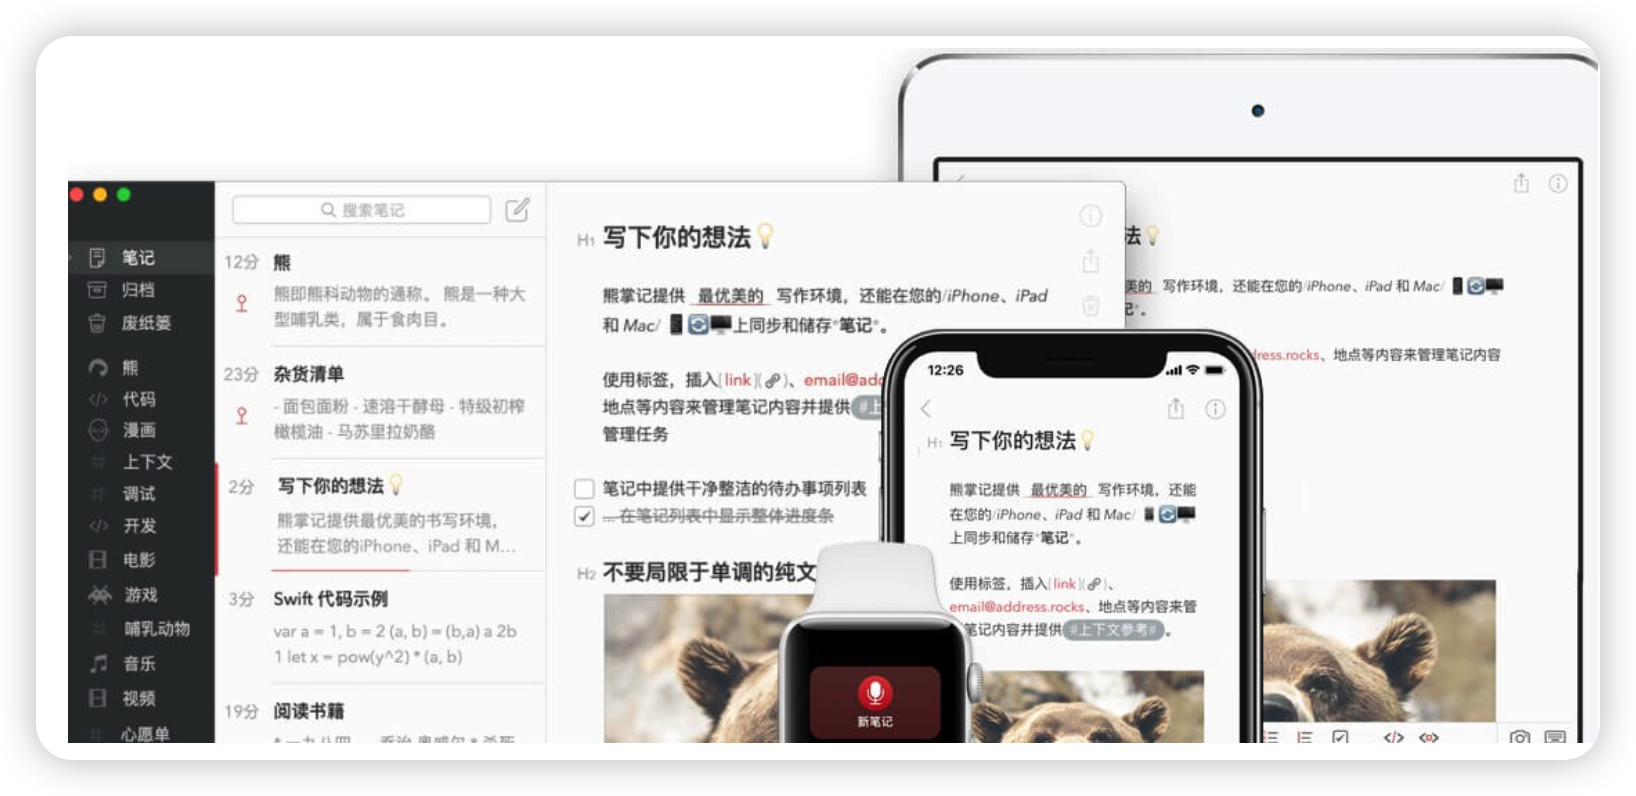 笔记
归档
废纸篓
熊
代码
漫画
上下文
调试
开发
电影
游戏
哺乳动物
音乐
视频
心愿单
搜索笔记
12分 熊
熊即熊科动物的通称。 熊是一种大
型哺乳类，属于食肉目。
23分 杂货清单
- 面包面粉 - 速溶干酵母 - 特级初榨
橄榄油 - 马苏里拉奶酪
2分 写下你的想法💡
熊掌记提供最优美的书写环境，
还能在您的iPhone、iPad 和 M...
3分 Swift 代码示例
var a = 1, b = 2 (a, b) = (b,a) a 2b
1 let x = pow(y^2) * (a, b)
19分 阅读书籍
H1 写下你的想法💡
熊掌记提供 _最优美的_ 写作环境，还能在您的/iPhone、iPad
和 Mac/ 📱🔄🖥上同步和储存*笔记*。
使用标签，插入[link](🔗)、email@add
地点等内容来管理笔记内容并提供#上
管理任务
笔记中提供干净整洁的待办事项列表
... 在笔记列表中显示整体进度条
H2 不要局限于单调的纯文
新笔记
12:26
H1 写下你的想法💡
熊掌记提供 _最优美的_ 写作环境，还能
在您的/iPhone、iPad 和 Mac/ 📱🔄🖥
上同步和储存*笔记*。
使用标签，插入[link](🔗)、
email@address.rocks、地点等内容来管
笔记内容并提供#上下文参考#。
法💡
美的_ 写作环境，还能在您的/iPhone、iPad 和 Mac/ 📱🔄🖥
记*。
dress.rocks、地点等内容来管理笔记内容